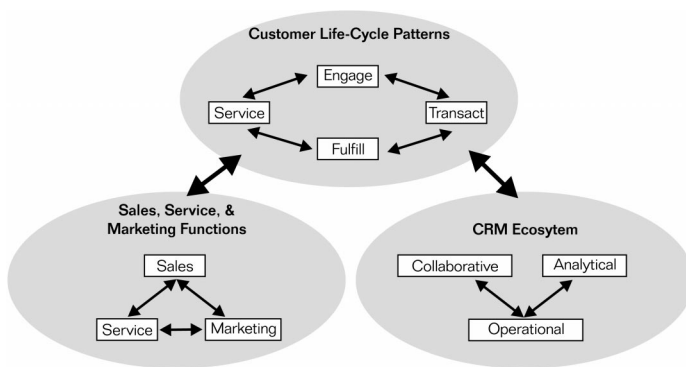 Customer Life-Cycle Patterns
Engage
Service
Transact
Fulfill
Sales, Service, &
Marketing Functions
Sales
Service
Marketing
CRM Ecosytem
Collaborative
Analytical
Operational